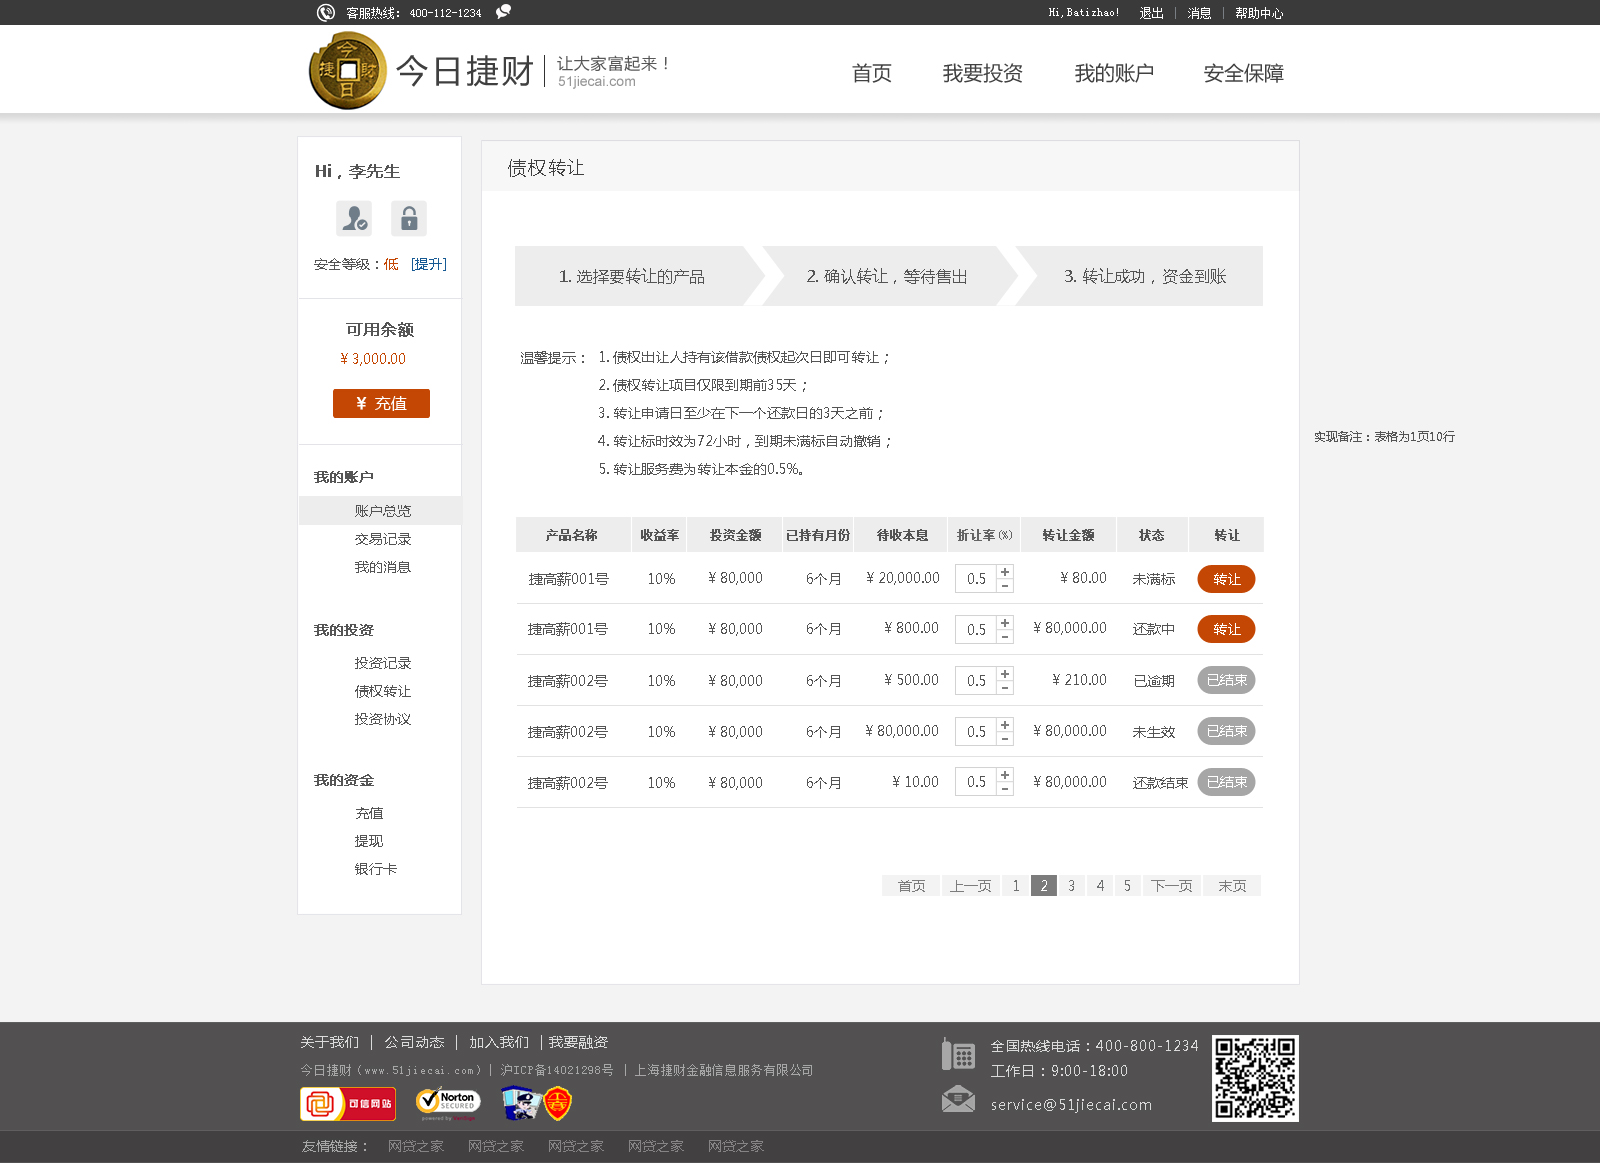 客服热线： 400-112-1234
Hi,Batizhao! 退出 | 消息 | 帮助中心
今日捷财
今日捷财 | 让大家富起来！
51jiecai.com
首页 我要投资 我的账户 安全保障
Hi，李先生
安全等级：低 [提升]
可用余额
¥ 3,000.00
¥ 充值
我的账户
账户总览
交易记录
我的消息
我的投资
投资记录
债权转让
投资协议
我的资金
充值
提现
银行卡
债权转让
1. 选择要转让的产品 2. 确认转让，等待售出 3. 转让成功，资金到账
温馨提示： 1. 债权出让人持有该借款债权起次日即可转让；
2. 债权转让项目仅限到期前35天；
3. 转让申请日至少在下一个还款日的3天之前；
4. 转让标时效为72小时，到期未满标自动撤销；
5. 转让服务费为转让本金的0.5%。
实现备注：表格为1页10行
产品名称 收益率 投资金额 已持有月份 待收本息 折让率(%) 转让金额 状态 转让
捷高薪001号 10% ¥ 80,000 6个月 ¥ 20,000.00 0.5 + − ¥ 80.00 未满标 转让
捷高薪001号 10% ¥ 80,000 6个月 ¥ 800.00 0.5 + − ¥ 80,000.00 还款中 转让
捷高薪002号 10% ¥ 80,000 6个月 ¥ 500.00 0.5 + − ¥ 210.00 已逾期 已结束
捷高薪002号 10% ¥ 80,000 6个月 ¥ 80,000.00 0.5 + − ¥ 80,000.00 未生效 已结束
捷高薪002号 10% ¥ 80,000 6个月 ¥ 10.00 0.5 + − ¥ 80,000.00 还款结束 已结束
首页 上一页 1 2 3 4 5 下一页 末页
关于我们 | 公司动态 | 加入我们 | 我要融资
今日捷财（www.51jiecai.com）| 沪ICP备14021298号 | 上海捷财金融信息服务有限公司
可信网站 Norton SECURED
全国热线电话：400-800-1234
工作日：9:00-18:00
service@51jiecai.com
友情链接： 网贷之家 网贷之家 网贷之家 网贷之家 网贷之家